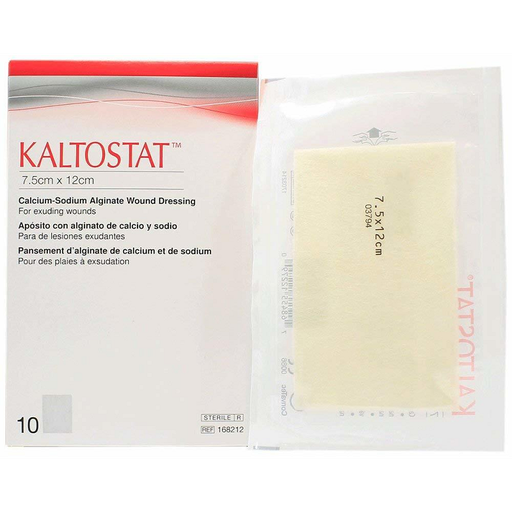 KALTOSTAT™
7.5cm x 12cm
Calcium-Sodium Alginate Wound Dressing
For exuding wounds
Apósito con alginato de calcio y sodio
Para de lesiones exudantes
Pansement d'alginate de calcium et de sodium
Pour des plaies à exsudation
10
STERILE R
REF 168212
7.5x12cm
03794
KALTOSTAT
ConvaTec